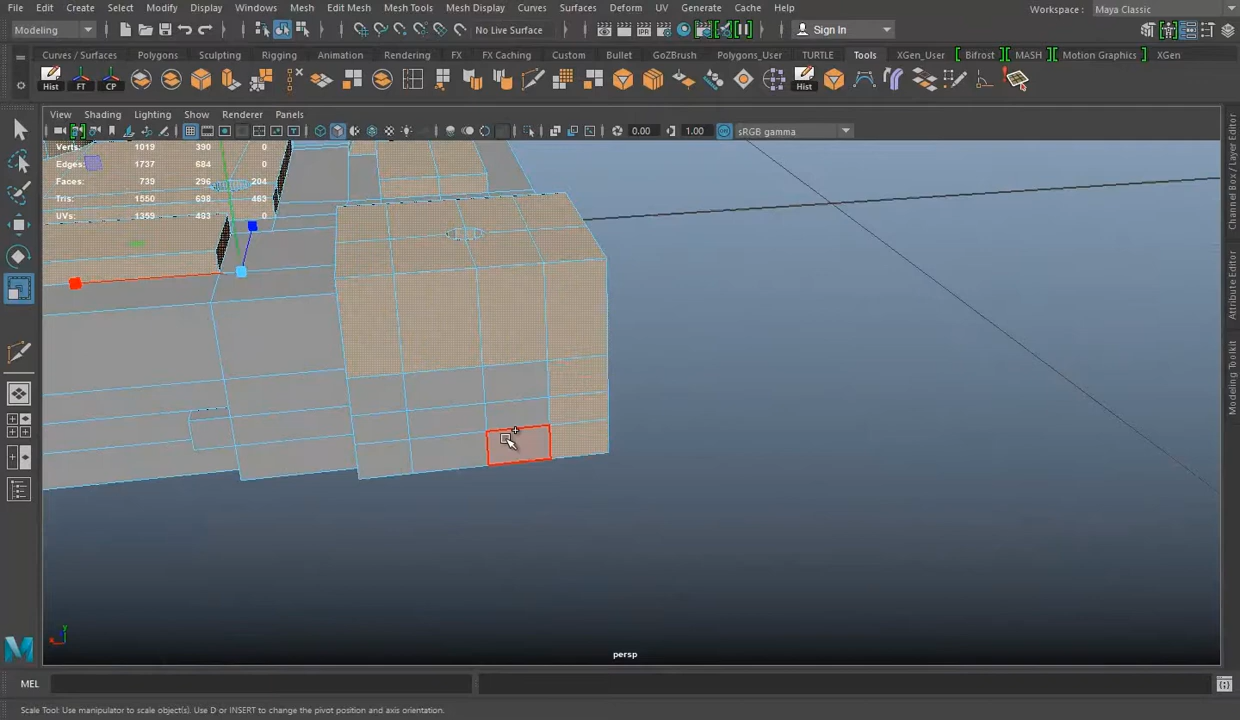 File Edit Create Select Modify Display Windows Mesh Edit Mesh Mesh Tools Mesh Display Curves Surfaces Deform UV Generate Cache Help Workspace : Maya Classic
Modeling No Live Surface Sign In
Curves / Surfaces Polygons Sculpting Rigging Animation Rendering FX FX Caching Custom Bullet GoZBrush Polygons_User TURTLE Tools XGen_User Bifrost MASH Motion Graphics XGen
Hist FT CP Hist
View Shading Lighting Show Renderer Panels
0.00 1.00 sRGB gamma
Verts: 1019 390 0
Edges: 1737 684 0
Faces: 739 296 204
Tris: 1550 698 463
UVs: 1359 493 0
Channel Box / Layer Editor
Attribute Editor
Modeling Toolkit
persp
MEL
Scale Tool: Use manipulator to scale object(s). Use D or INSERT to change the pivot position and axis orientation.